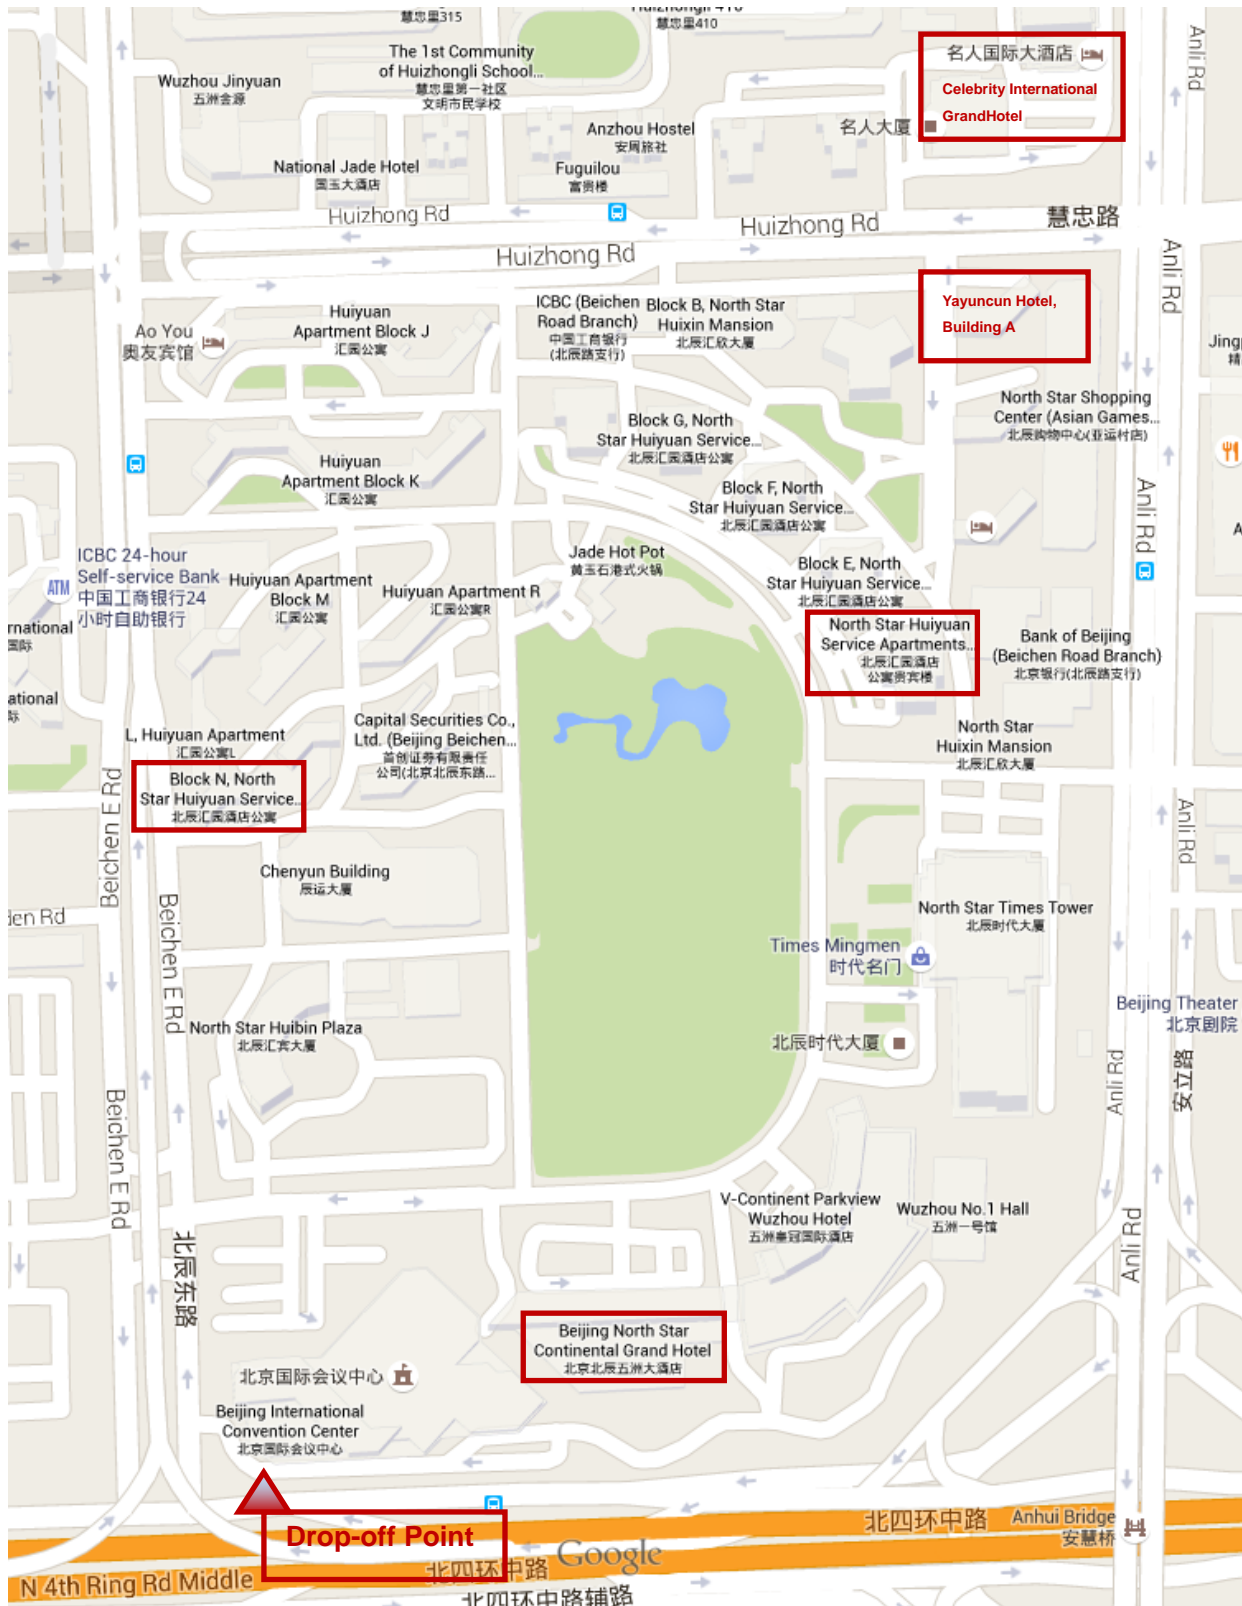 慧忠里315
Huizhongli 410
慧忠里410
The 1st Community
of Huizhongli School...
慧忠里第一社区
文明市民学校
Wuzhou Jinyuan
五洲金源
名人国际大酒店
Celebrity International
GrandHotel
名人大厦
Anli Rd
Anzhou Hostel
安周旅社
National Jade Hotel
国玉大酒店
Fuguilou
富贵楼
Huizhong Rd
Huizhong Rd
慧忠路
Huizhong Rd
Anli Rd
Yayuncun Hotel,
Building A
Ao You
奥友宾馆
Huiyuan
Apartment Block J
汇园公寓
ICBC (Beichen
Road Branch)
中国工商银行
(北辰路支行)
Block B, North Star
Huixin Mansion
北辰汇欣大厦
Jing
精
North Star Shopping
Center (Asian Games...
北辰购物中心(亚运村店)
Block G, North
Star Huiyuan Service...
北辰汇园酒店公寓
Huiyuan
Apartment Block K
汇园公寓
Block F, North
Star Huiyuan Service...
北辰汇园酒店公寓
Anli Rd
A
ICBC 24-hour
Self-service Bank
中国工商银行24
小时自助银行
ATM
Huiyuan Apartment
Block M
汇园公寓
Huiyuan Apartment R
汇园公寓R
Jade Hot Pot
黄玉石港式火锅
Block E, North
Star Huiyuan Service...
北辰汇园酒店公寓
rnational
国际
North Star Huiyuan
Service Apartments...
北辰汇园酒店
公寓贵宾楼
Bank of Beijing
(Beichen Road Branch)
北京银行(北辰路支行)
ational
际
L, Huiyuan Apartment
汇园公寓L
Capital Securities Co.,
Ltd. (Beijing Beichen...
首创证券有限责任
公司(北京北辰东路...
North Star
Huixin Mansion
北辰汇欣大厦
Block N, North
Star Huiyuan Service...
北辰汇园酒店公寓
Beichen E Rd
Anli Rd
Chenyun Building
辰运大厦
den Rd
Beichen E Rd
North Star Times Tower
北辰时代大厦
Times Mingmen
时代名门
Beijing Theater
北京剧院
North Star Huibin Plaza
北辰汇宾大厦
北辰时代大厦
Anli Rd
安立路
Beichen E Rd
V-Continent Parkview
Wuzhou Hotel
五洲皇冠国际酒店
Wuzhou No.1 Hall
五洲一号馆
Anli Rd
北辰东路
Beijing North Star
Continental Grand Hotel
北京北辰五洲大酒店
北京国际会议中心
Beijing International
Convention Center
北京国际会议中心
Drop-off Point
北四环中路
Anhui Bridge
安慧桥
Google
北四环中路
N 4th Ring Rd Middle
北四环中路辅路